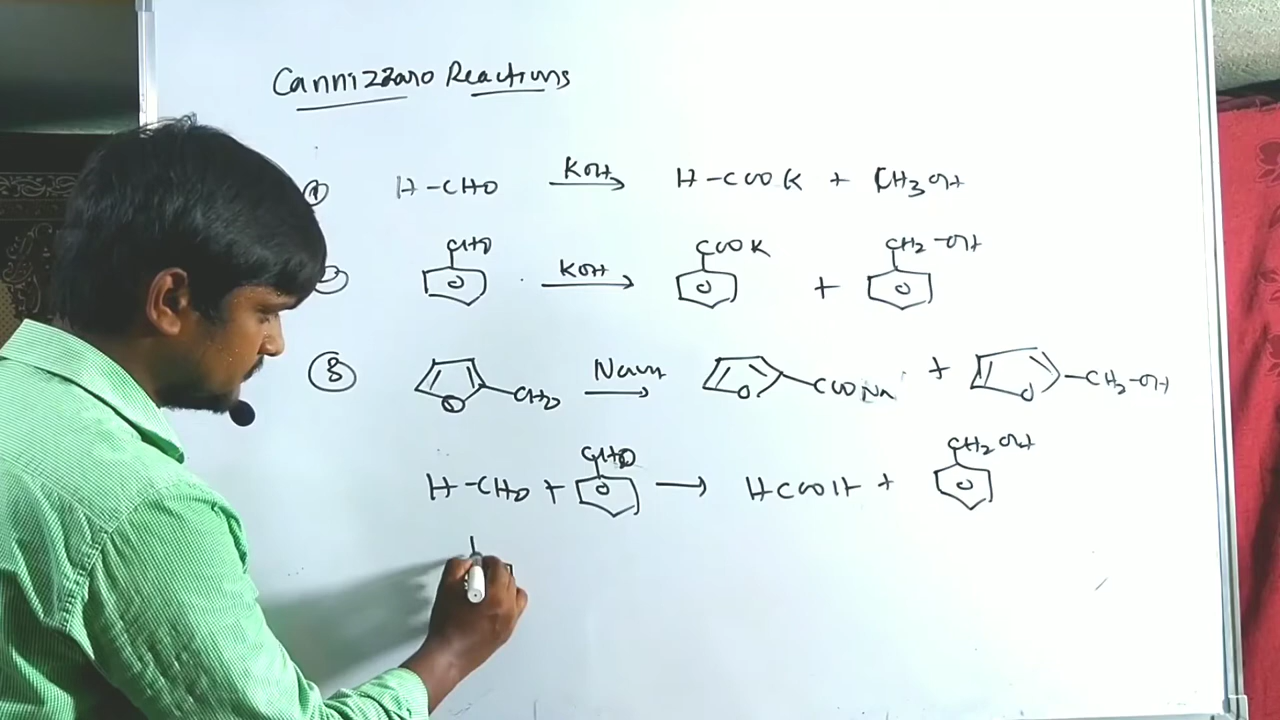 Cannizzaro Reactions
① H-CHO KOH H-COOK + CH3OH
CHO COOK CH2-OH
KOH +
③ O CHO NaOH O COONa + O CH2-OH
CHO CH2OH
H-CHO + HCOOH +